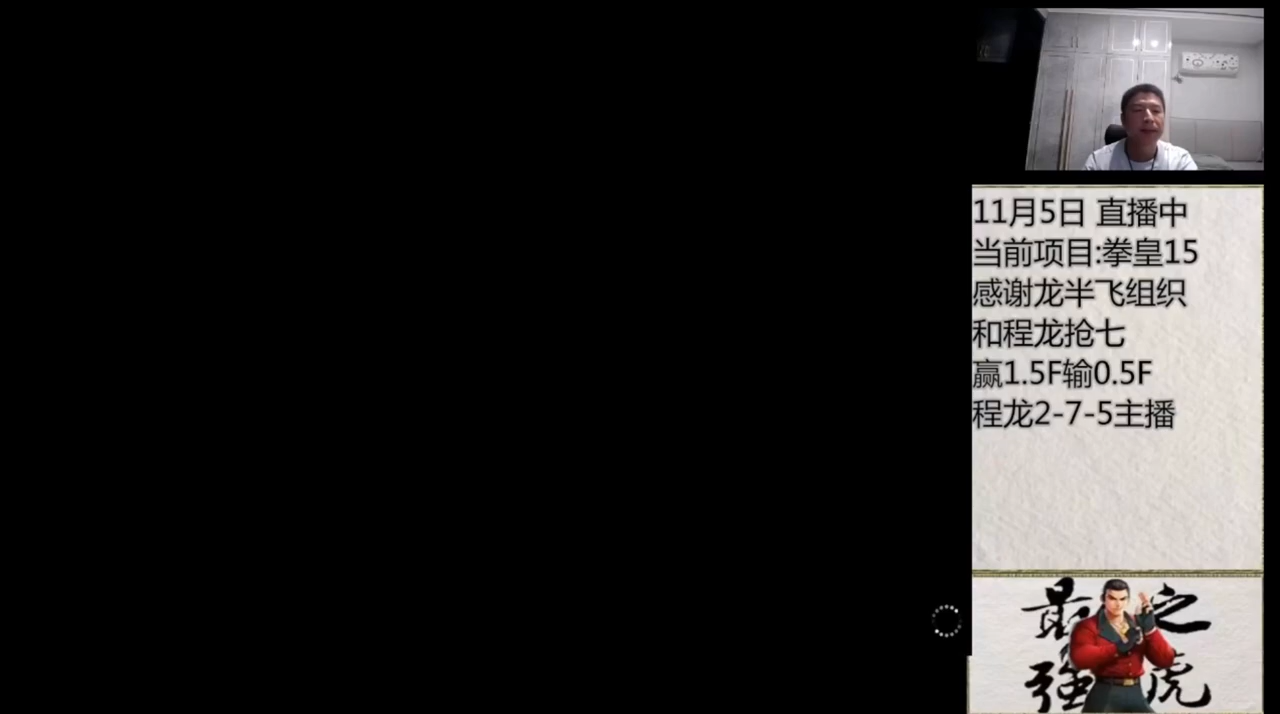 11月5日 直播中
当前项目:拳皇15
感谢龙半飞组织
和程龙抢七
赢1.5F输0.5F
程龙2-7-5主播
最之
强虎